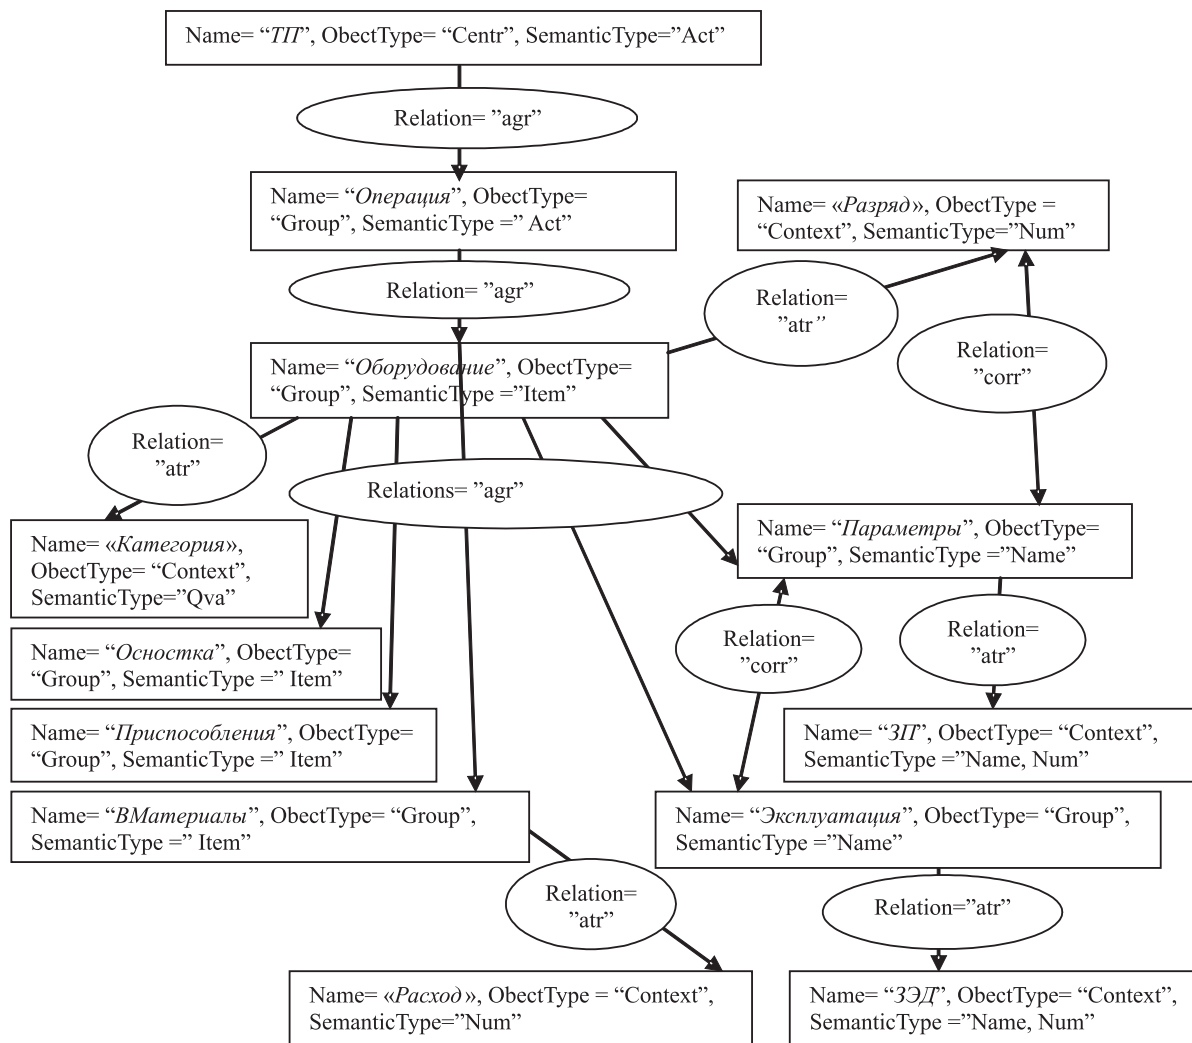 Name= “ТП”, ObectType= “Centr”, SemanticType=”Act”
Relation= ”agr”
Name= “Операция”, ObectType=
“Group”, SemanticType =” Act”
Name= «Разряд», ObectType =
“Context”, SemanticType=”Num”
Relation= ”agr”
Relation=
”atr”
Relation=
”corr”
Name= “Оборудование”, ObectType=
“Group”, SemanticType =”Item”
Relation=
”atr”
Relations= ”agr”
Name= «Категория»,
ObectType= “Context”,
SemanticType=”Qva”
Name= “Параметры”, ObectType=
“Group”, SemanticType =”Name”
Name= “Осностка”, ObectType=
“Group”, SemanticType =” Item”
Relation=
”corr”
Relation=
”atr”
Name= “Приспособления”, ObectType=
“Group”, SemanticType =” Item”
Name= “ЗП”, ObectType= “Context”,
SemanticType =”Name, Num”
Name= “ВМатериалы”, ObectType= “Group”,
SemanticType =” Item”
Name= “Эксплуатация”, ObectType= “Group”,
SemanticType =”Name”
Relation=
”atr”
Relation=”atr”
Name= «Расход», ObectType = “Context”,
SemanticType=”Num”
Name= “ЗЭД”, ObectType= “Context”,
SemanticType =”Name, Num”